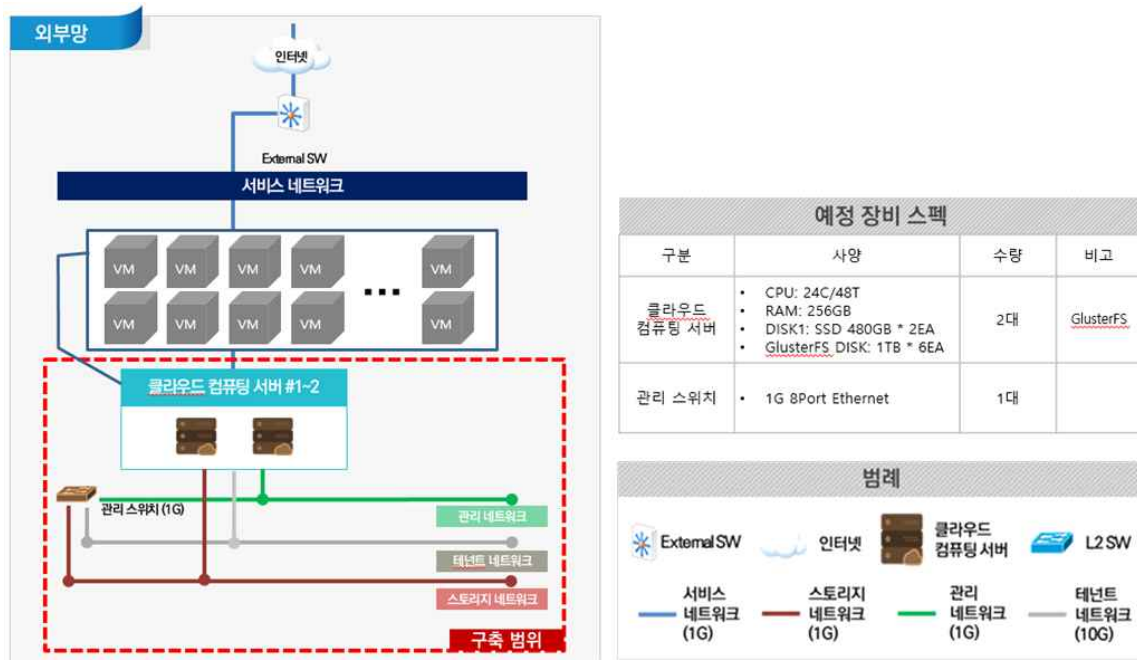 외부망
인터넷
External SW
서비스 네트워크
VM VM VM VM ... VM
VM VM VM VM VM
클라우드 컴퓨팅 서버 #1~2
관리 스위치 (1G)
관리 네트워크
테넌트 네트워크
스토리지 네트워크
구축 범위
예정 장비 스펙
구분 사양 수량 비고
클라우드
컴퓨팅 서버
• CPU: 24C/48T
• RAM: 256GB
• DISK1: SSD 480GB * 2EA
• GlusterFS DISK: 1TB * 6EA
2대
GlusterFS
관리 스위치 • 1G 8Port Ethernet 1대
범례
External SW
인터넷
클라우드
컴퓨팅 서버
L2 SW
서비스
네트워크
(1G)
스토리지
네트워크
(1G)
관리
네트워크
(1G)
테넌트
네트워크
(10G)